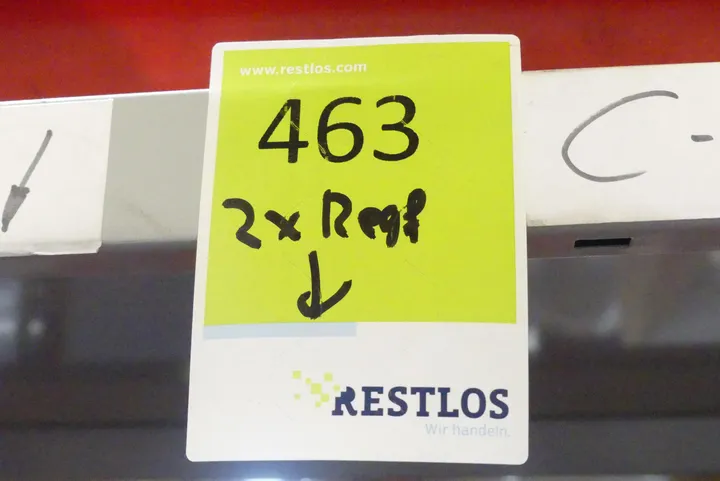 www.restlos.com
463
2x Regal
C-
RESTLOS
Wir handeln.